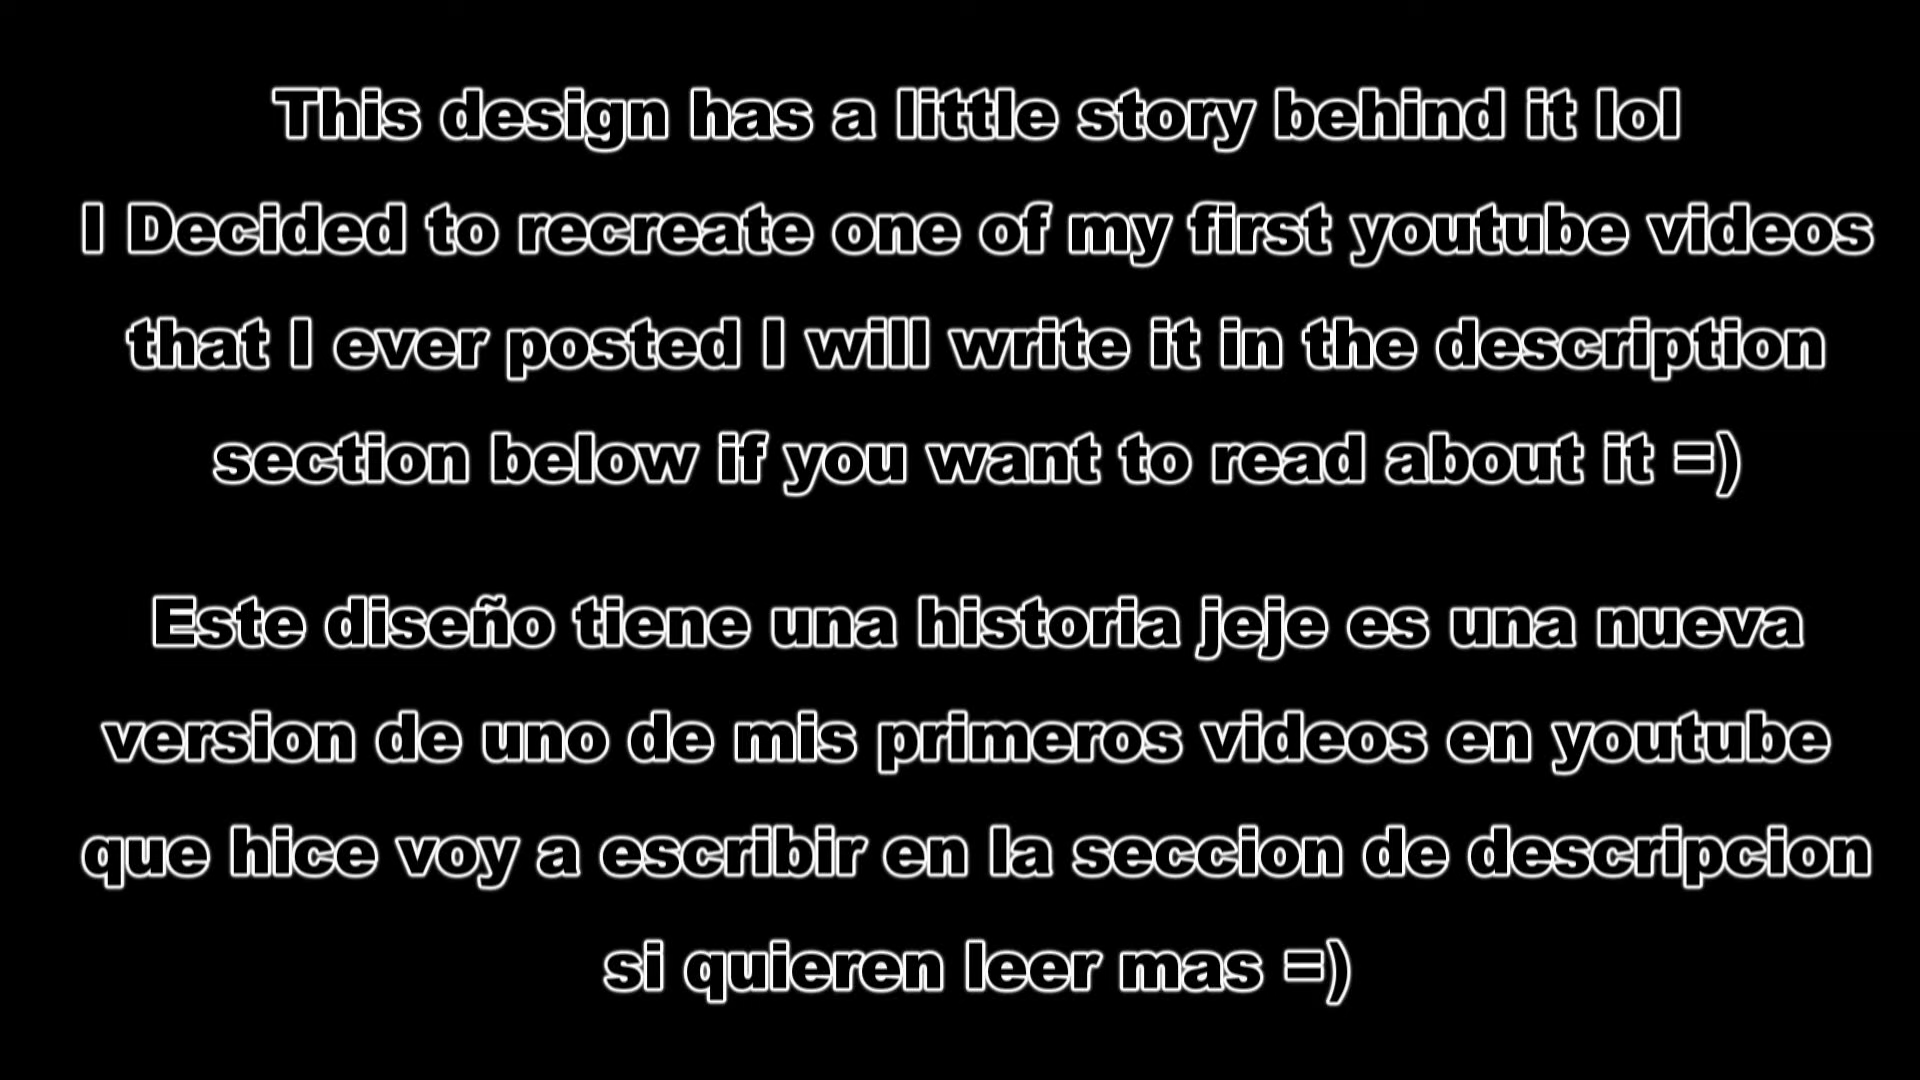 This design has a little story behind it lol
I Decided to recreate one of my first youtube videos
that I ever posted I will write it in the description
section below if you want to read about it =)
Este diseño tiene una historia jeje es una nueva
version de uno de mis primeros videos en youtube
que hice voy a escribir en la seccion de descripcion
si quieren leer mas =)